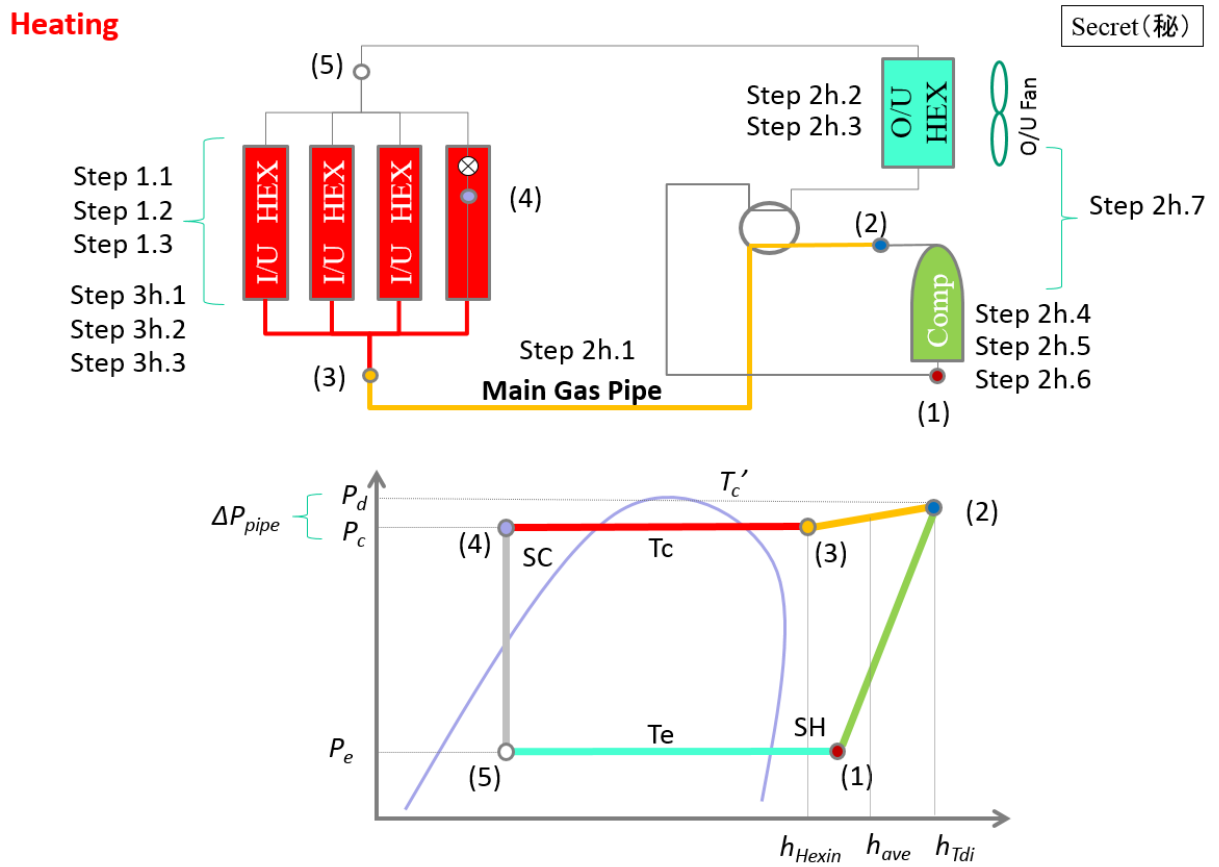 Heating
Secret（秘）
(5)
Step 2h.2
Step 2h.3
O/U HEX
O/U Fan
Step 1.1
Step 1.2
Step 1.3
I/U HEX
I/U HEX
I/U HEX
(4)
Step 2h.7
(2)
Step 3h.1
Step 3h.2
Step 3h.3
Comp
Step 2h.4
Step 2h.5
Step 2h.6
(3)
Step 2h.1
Main Gas Pipe
(1)
ΔPpipe
Pd
Pc
Tc′
(2)
(4)
SC
Tc
(3)
Pe
Te
SH
(5)
(1)
hHexin
have
hTdi